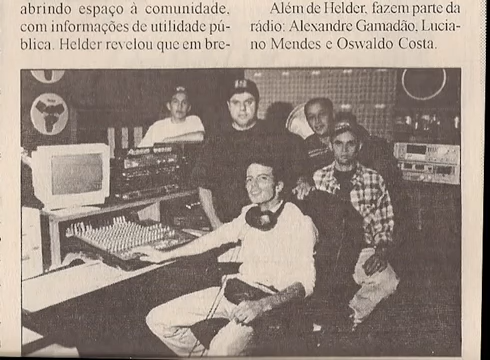 abrindo espaço à comunidade,
com informações de utilidade pú-
blica. Helder revelou que em bre-
Além de Helder, fazem parte da
rádio: Alexandre Gamadão, Lucia-
no Mendes e Oswaldo Costa.